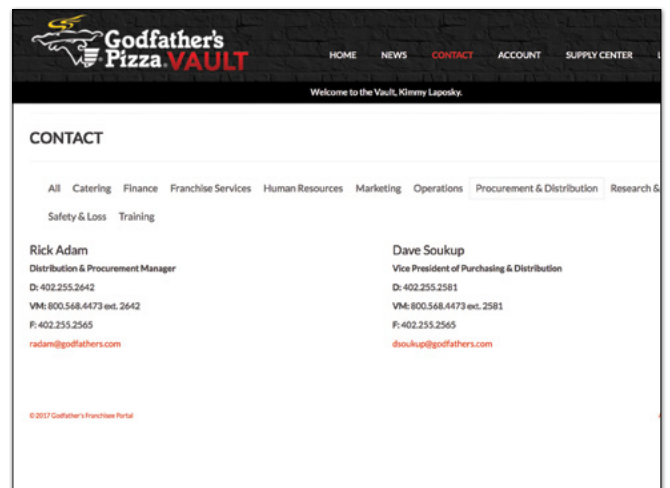 Godfather's
Pizza VAULT
HOME NEWS CONTACT ACCOUNT SUPPLY CENTER
Welcome to the Vault, Kimmy Laposky.
CONTACT
All Catering Finance Franchise Services Human Resources Marketing Operations Procurement & Distribution Research &
Safety & Loss Training
Rick Adam
Distribution & Procurement Manager
D: 402.255.2642
VM: 800.568.4473 ext. 2642
F: 402.255.2565
radam@godfathers.com
Dave Soukup
Vice President of Purchasing & Distribution
D: 402.255.2581
VM: 800.568.4473 ext. 2581
F: 402.255.2565
dsoukup@godfathers.com
© 2017 Godfather's Franchisee Portal